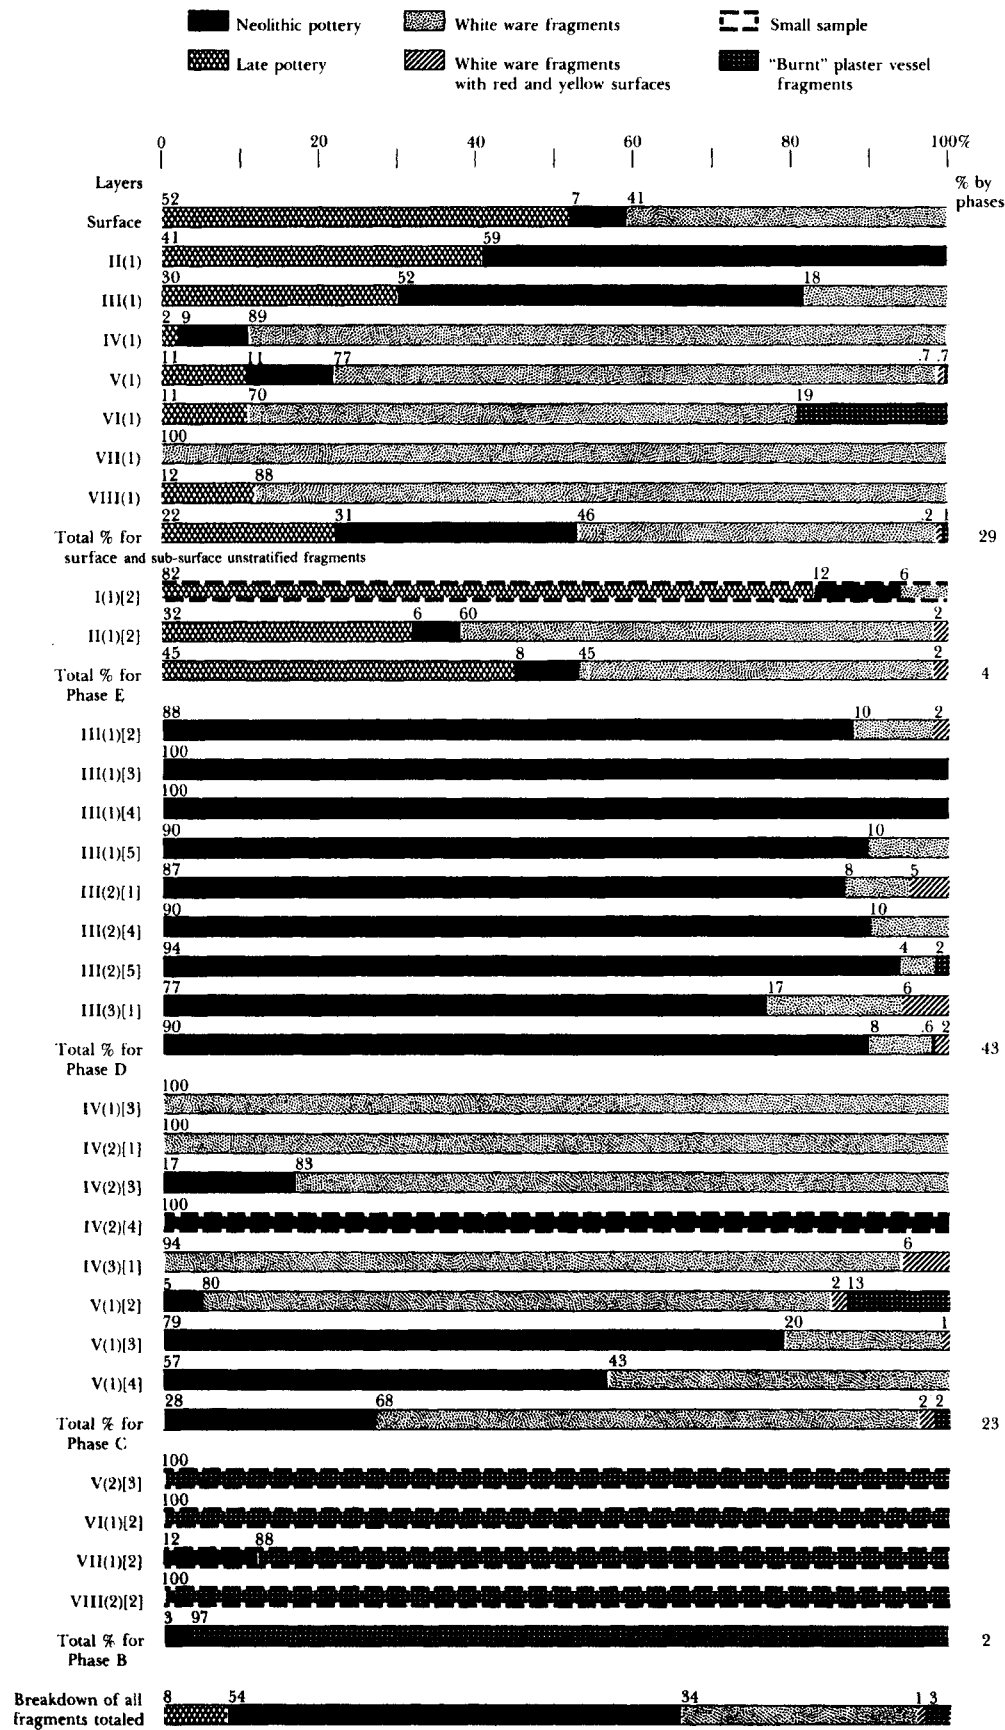 Neolithic pottery White ware fragments Small sample
Late pottery White ware fragments "Burnt" plaster vessel
with red and yellow surfaces fragments
0 20 40 60 80 100%
Layers % by
phases
52 7 41
Surface
41 59
II(1)
30 52 18
III(1)
2 9 89
IV(1)
11 11 77 .7 .7
V(1)
11 70 19
VI(1)
100
VII(1)
12 88
VIII(1)
22 31 46 .2 1
Total % for 29
surface and sub-surface unstratified fragments
82 12 6
I(1)[2]
32 6 60 2
II(1)[2]
45 8 45 2
Total % for 4
Phase E
88 10 2
III(1)[2]
100
III(1)[3]
100
III(1)[4]
90 10
III(1)[5]
87 8 5
III(2)[1]
90 10
III(2)[4]
94 4 2
III(2)[5]
77 17 6
III(3)[1]
90 8 .6 2
Total % for 43
Phase D
100
IV(1)[3]
100
IV(2)[1]
17 83
IV(2)[3]
100
IV(2)[4]
94 6
IV(3)[1]
5 80 2 13
V(1)[2]
79 20 1
V(1)[3]
57 43
V(1)[4]
28 68 2 2
Total % for 23
Phase C
100
V(2)[3]
100
VI(1)[2]
12 88
VII(1)[2]
100
VIII(2)[2]
3 97
Total % for 2
Phase B
8 54 34 1 3
Breakdown of all
fragments totaled